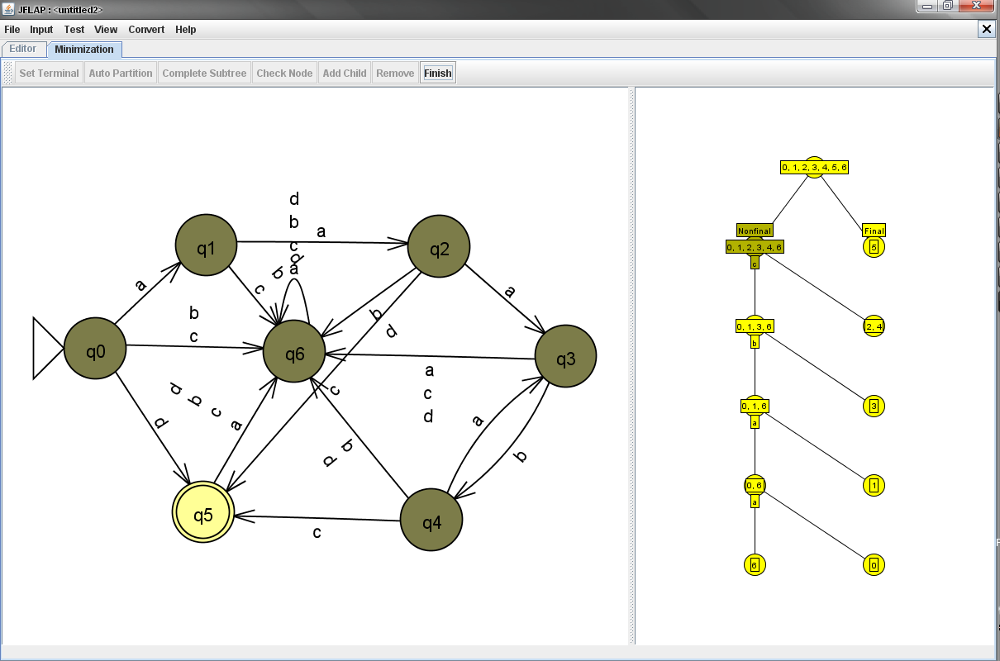 JFLAP : <untitled2>
File Input Test View Convert Help
Editor Minimization
Set Terminal Auto Partition Complete Subtree Check Node Add Child Remove Finish
d
b
c
a
a
q1
q2
a
c
b
d
a
b
c
q0
q6
b
d
q3
d
b
c
a
d
c
a
c
d
a
b
d
b
q5
c
q4
0, 1, 2, 3, 4, 5, 6
Nonfinal
Final
0, 1, 2, 3, 4, 6
5
c
0, 1, 3, 6
2, 4
b
0, 1, 6
3
a
0, 6
1
a
6
0